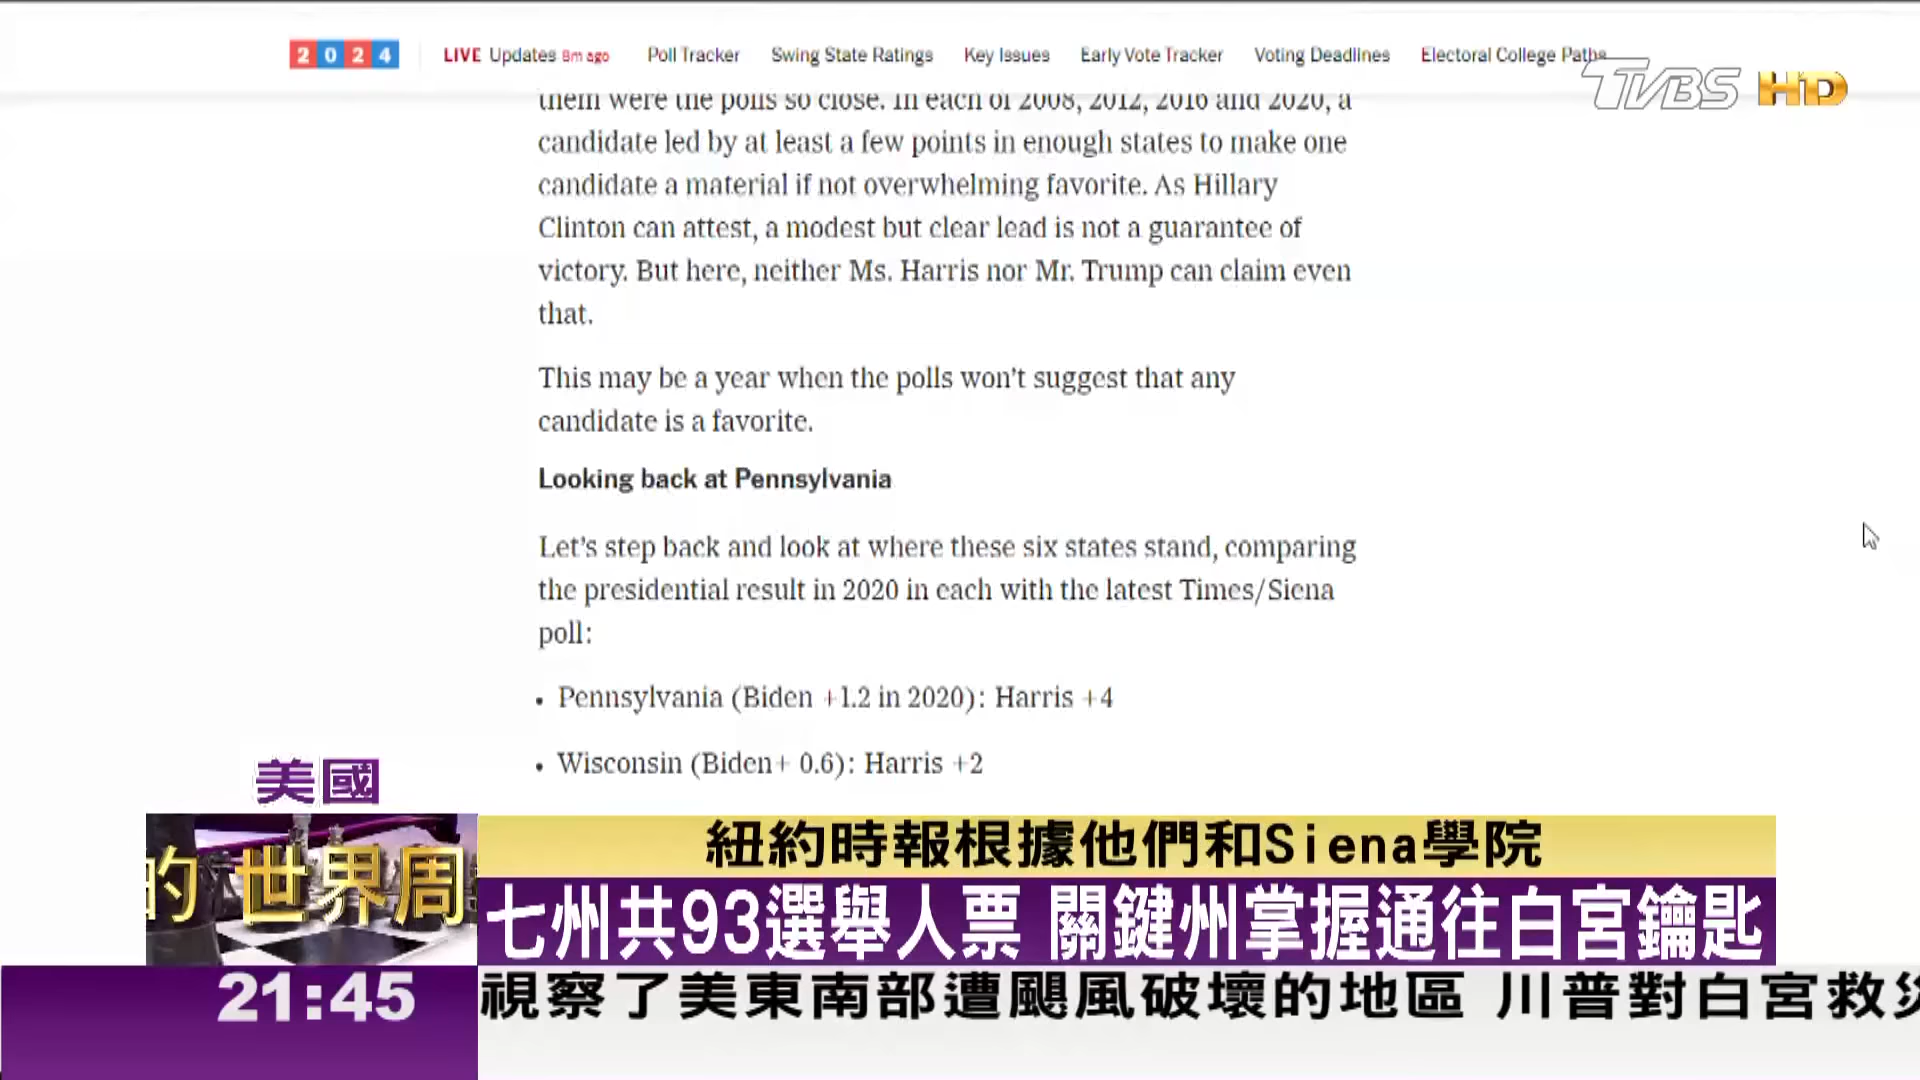 2024 LIVE Updates 8m ago Poll Tracker Swing State Ratings Key Issues Early Vote Tracker Voting Deadlines Electoral College Paths
TVBS HD
them were the polls so close. In each of 2008, 2012, 2016 and 2020, a
candidate led by at least a few points in enough states to make one
candidate a material if not overwhelming favorite. As Hillary
Clinton can attest, a modest but clear lead is not a guarantee of
victory. But here, neither Ms. Harris nor Mr. Trump can claim even
that.
This may be a year when the polls won't suggest that any
candidate is a favorite.
Looking back at Pennsylvania
Let's step back and look at where these six states stand, comparing
the presidential result in 2020 in each with the latest Times/Siena
poll:
• Pennsylvania (Biden +1.2 in 2020): Harris +4
• Wisconsin (Biden+ 0.6): Harris +2
美國
的 世界周
紐約時報根據他們和Siena學院
七州共93選舉人票 關鍵州掌握通往白宮鑰匙
21:45
視察了美東南部遭颶風破壞的地區 川普對白宮救災